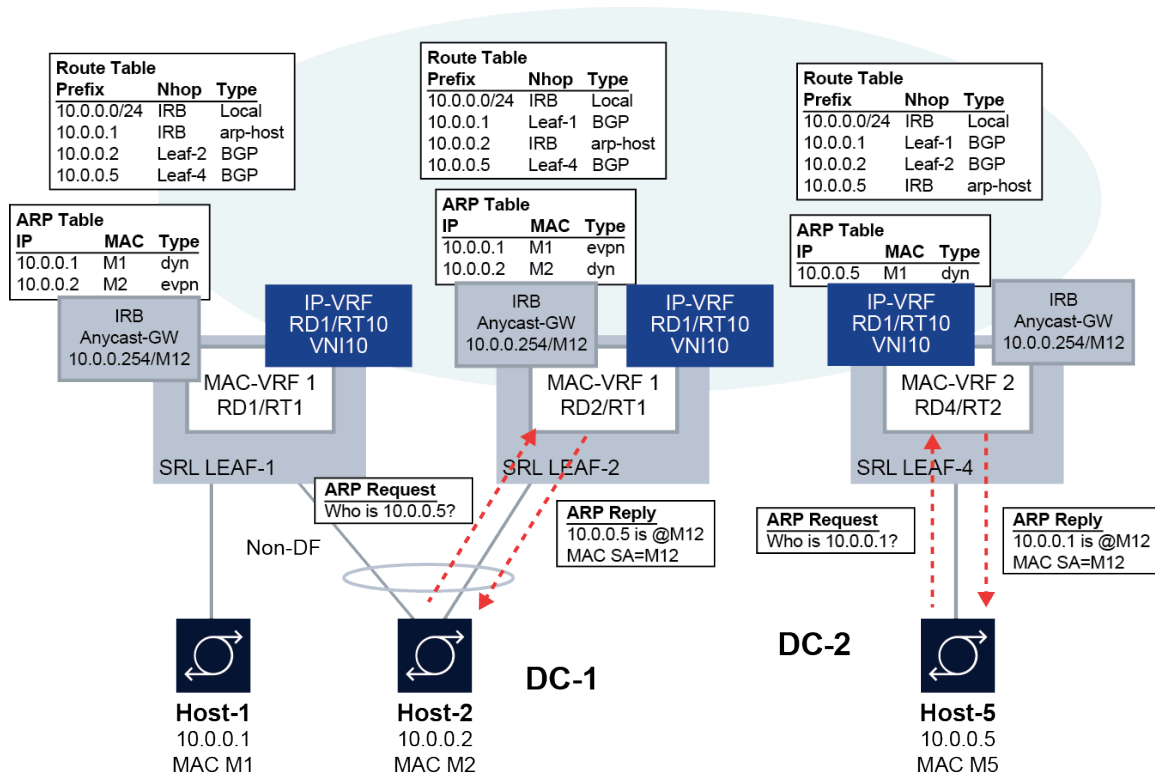 Route Table
Prefix Nhop Type
10.0.0.0/24 IRB Local
10.0.0.1 IRB arp-host
10.0.0.2 Leaf-2 BGP
10.0.0.5 Leaf-4 BGP
Route Table
Prefix Nhop Type
10.0.0.0/24 IRB Local
10.0.0.1 Leaf-1 BGP
10.0.0.2 IRB arp-host
10.0.0.5 Leaf-4 BGP
Route Table
Prefix Nhop Type
10.0.0.0/24 IRB Local
10.0.0.1 Leaf-1 BGP
10.0.0.2 Leaf-2 BGP
10.0.0.5 IRB arp-host
ARP Table
IP MAC Type
10.0.0.1 M1 dyn
10.0.0.2 M2 evpn
ARP Table
IP MAC Type
10.0.0.1 M1 evpn
10.0.0.2 M2 dyn
ARP Table
IP MAC Type
10.0.0.5 M1 dyn
IRB
Anycast-GW
10.0.0.254/M12
IP-VRF
RD1/RT10
VNI10
MAC-VRF 1
RD1/RT1
SRL LEAF-1
IRB
Anycast-GW
10.0.0.254/M12
IP-VRF
RD1/RT10
VNI10
MAC-VRF 1
RD2/RT1
SRL LEAF-2
IP-VRF
RD1/RT10
VNI10
IRB
Anycast-GW
10.0.0.254/M12
MAC-VRF 2
RD4/RT2
SRL LEAF-4
ARP Request
Who is 10.0.0.5?
ARP Reply
10.0.0.5 is @M12
MAC SA=M12
ARP Request
Who is 10.0.0.1?
ARP Reply
10.0.0.1 is @M12
MAC SA=M12
Non-DF
DC-1
DC-2
Host-1
10.0.0.1
MAC M1
Host-2
10.0.0.2
MAC M2
Host-5
10.0.0.5
MAC M5